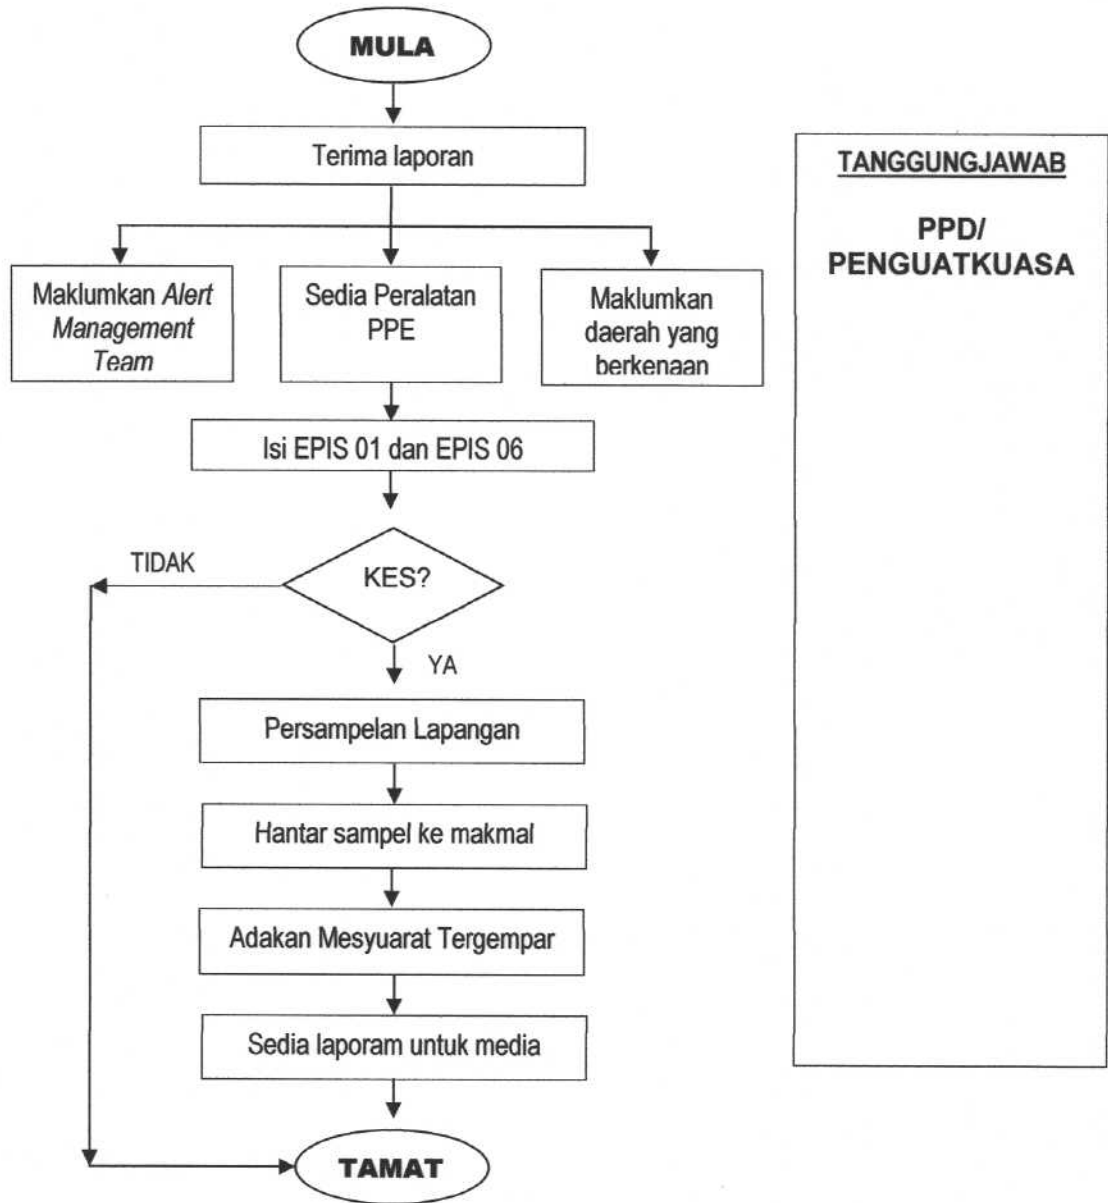 MULA
Terima laporan
Maklumkan Alert
Management
Team
Sedia Peralatan
PPE
Maklumkan
daerah yang
berkenaan
Isi EPIS 01 dan EPIS 06
KES?
TIDAK
YA
Persampelan Lapangan
Hantar sampel ke makmal
Adakan Mesyuarat Tergempar
Sedia laporam untuk media
TAMAT
TANGGUNGJAWAB
PPD/
PENGUATKUASA